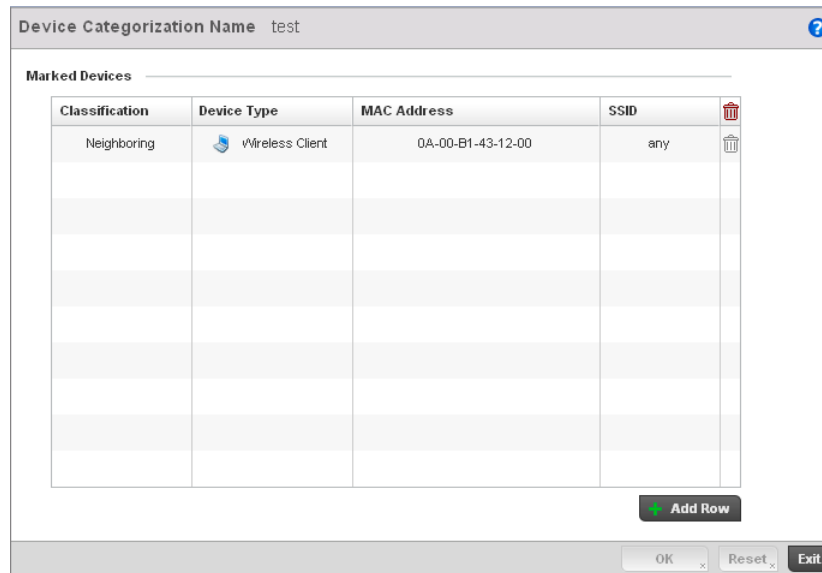 Device Categorization Name test ?
Marked Devices
Classification Device Type MAC Address SSID
Neighboring Wireless Client 0A-00-B1-43-12-00 any
+ Add Row
OK Reset Exit